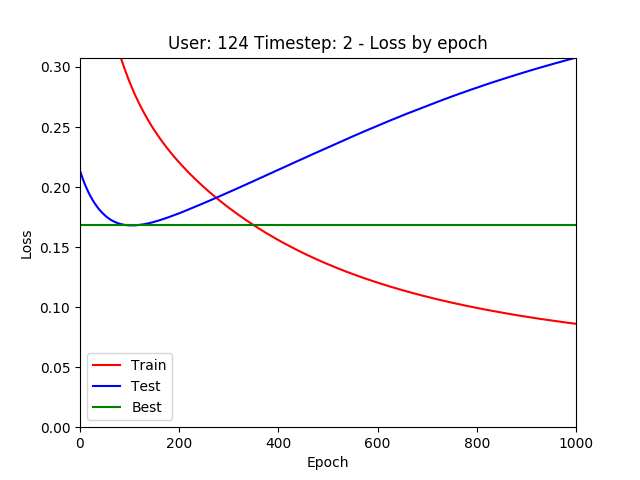 User: 124 Timestep: 2 - Loss by epoch
0.30
0.25
0.20
0.15
0.10
0.05
0.00
Loss
Train
Test
Best
0 200 400 600 800 1000
Epoch